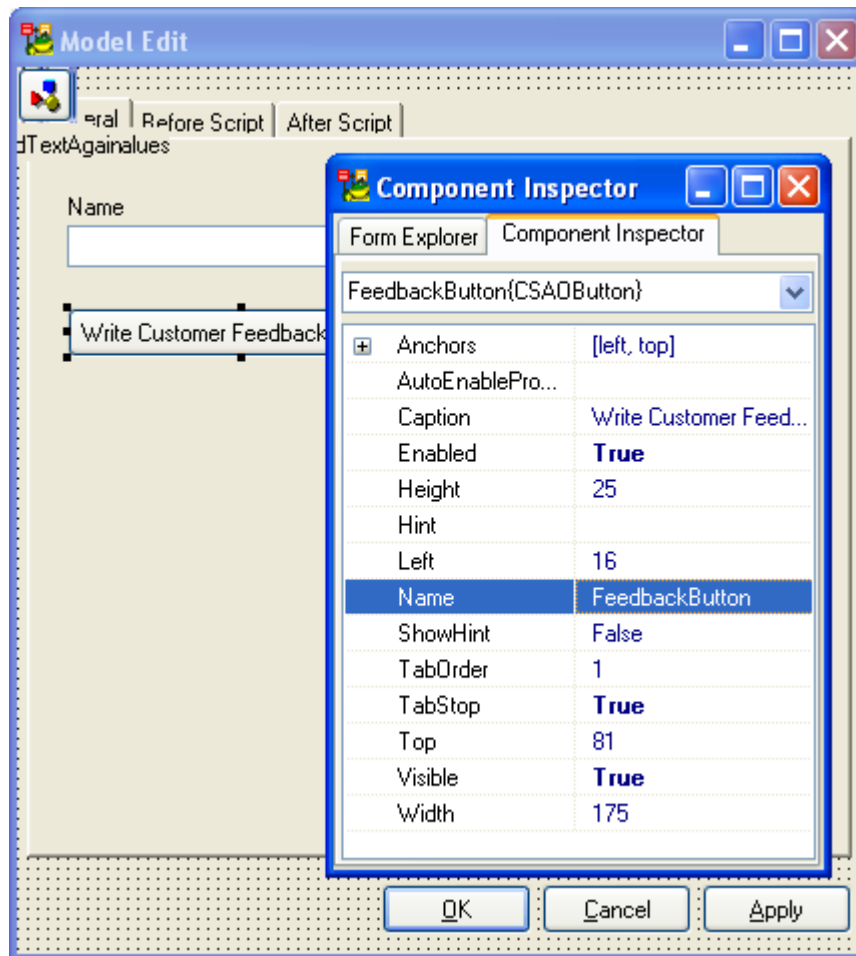 Model Edit
eral Before Script After Script
dTextAgainalues
Name
Write Customer Feedback
Component Inspector
Form Explorer Component Inspector
FeedbackButton{CSAOButton}
Anchors [left, top]
AutoEnablePro...
Caption Write Customer Feed...
Enabled True
Height 25
Hint
Left 16
Name FeedbackButton
ShowHint False
TabOrder 1
TabStop True
Top 81
Visible True
Width 175
OK Cancel Apply